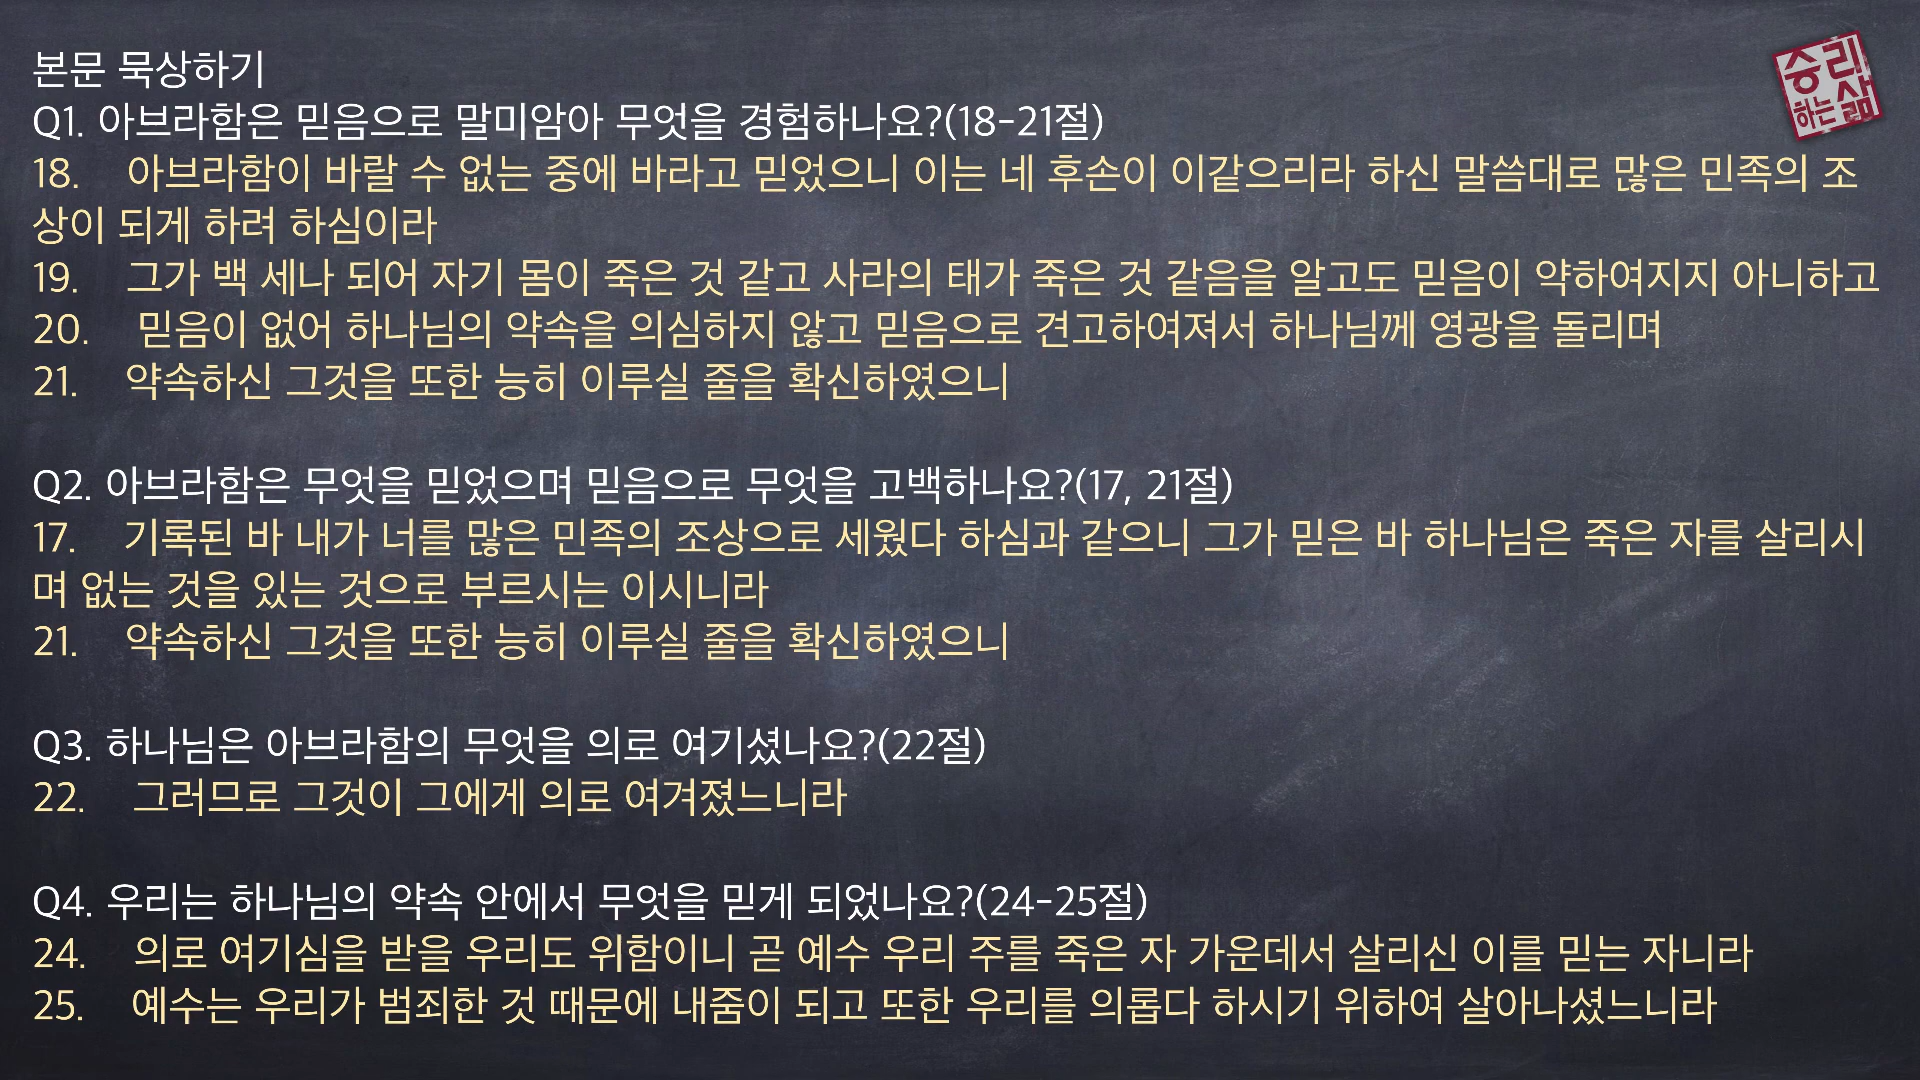 본문 묵상하기
승리
하는 삶
Q1. 아브라함은 믿음으로 말미암아 무엇을 경험하나요?(18-21절)
18. 아브라함이 바랄 수 없는 중에 바라고 믿었으니 이는 네 후손이 이같으리라 하신 말씀대로 많은 민족의 조
상이 되게 하려 하심이라
19. 그가 백 세나 되어 자기 몸이 죽은 것 같고 사라의 태가 죽은 것 같음을 알고도 믿음이 약하여지지 아니하고
20. 믿음이 없어 하나님의 약속을 의심하지 않고 믿음으로 견고하여져서 하나님께 영광을 돌리며
21. 약속하신 그것을 또한 능히 이루실 줄을 확신하였으니
Q2. 아브라함은 무엇을 믿었으며 믿음으로 무엇을 고백하나요?(17, 21절)
17. 기록된 바 내가 너를 많은 민족의 조상으로 세웠다 하심과 같으니 그가 믿은 바 하나님은 죽은 자를 살리시
며 없는 것을 있는 것으로 부르시는 이시니라
21. 약속하신 그것을 또한 능히 이루실 줄을 확신하였으니
Q3. 하나님은 아브라함의 무엇을 의로 여기셨나요?(22절)
22. 그러므로 그것이 그에게 의로 여겨졌느니라
Q4. 우리는 하나님의 약속 안에서 무엇을 믿게 되었나요?(24-25절)
24. 의로 여기심을 받을 우리도 위함이니 곧 예수 우리 주를 죽은 자 가운데서 살리신 이를 믿는 자니라
25. 예수는 우리가 범죄한 것 때문에 내줌이 되고 또한 우리를 의롭다 하시기 위하여 살아나셨느니라